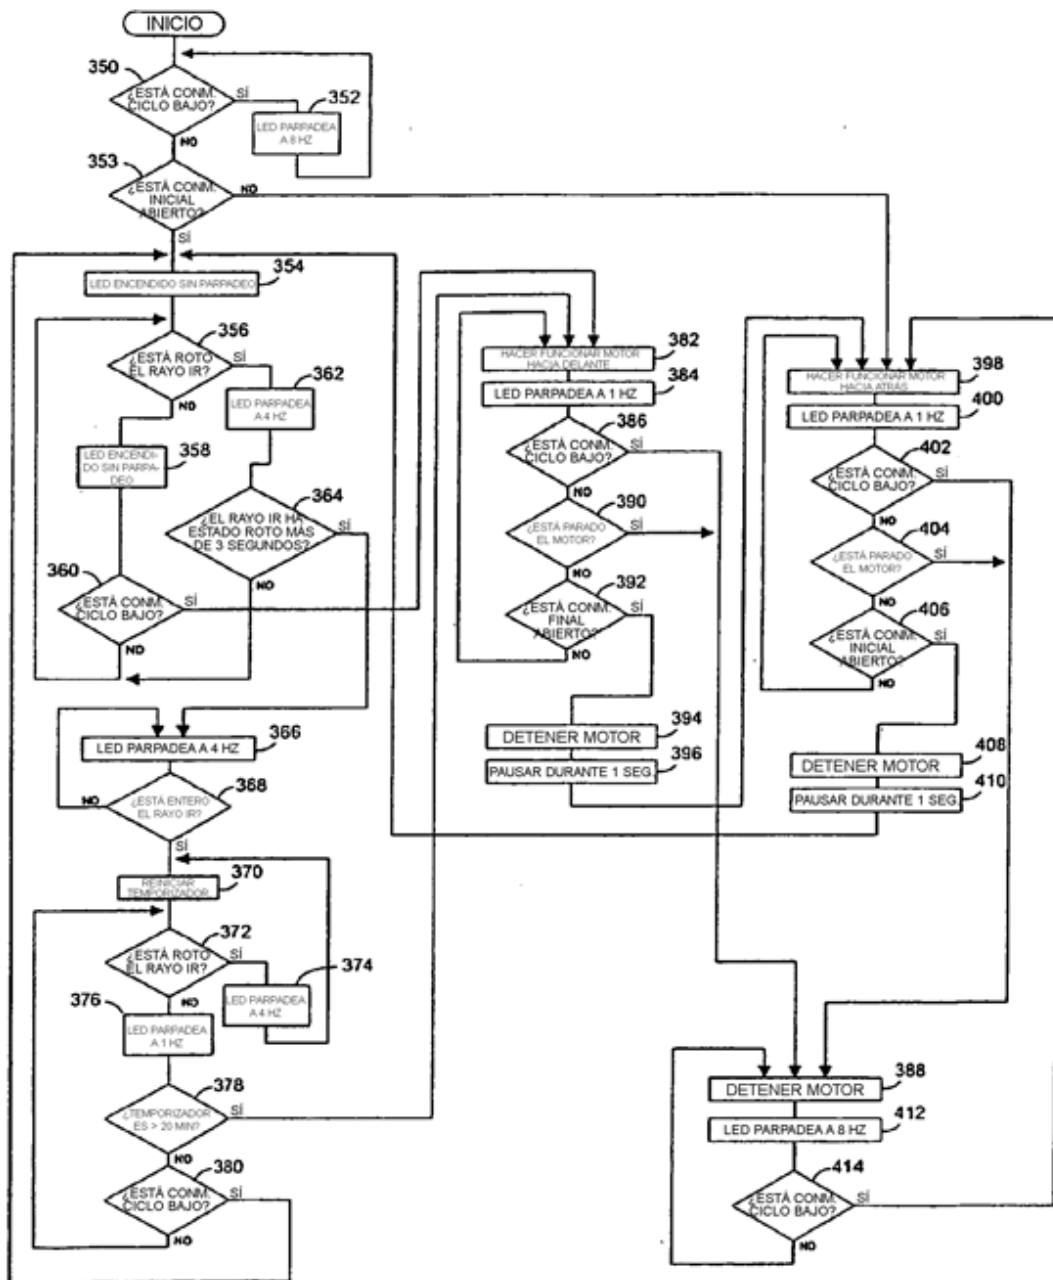 INICIO
350
¿ESTÁ CONM.
CICLO BAJO?
SÍ
NO
352
LED PARPADEA
A 8 HZ
353
¿ESTÁ CONM.
INICIAL
ABIERTO?
NO
SÍ
354
LED ENCENDIDO SIN PARPADEO
356
¿ESTÁ ROTO
EL RAYO IR?
SÍ
NO
362
LED PARPADEA
A 4 HZ
358
LED ENCENDI-
DO SIN PARPA-
DEO
364
¿EL RAYO IR HA
ESTADO ROTO MÁS
DE 3 SEGUNDOS?
SÍ
NO
360
¿ESTÁ CONM.
CICLO BAJO?
SÍ
NO
366
LED PARPADEA A 4 HZ
368
¿ESTÁ ENTERO
EL RAYO IR?
NO
SÍ
370
REINICIAR
TEMPORIZADOR
372
¿ESTÁ ROTO
EL RAYO IR?
SÍ
NO
374
LED PARPADEA
A 4 HZ
376
LED PARPADEA
A 1 HZ
378
¿TEMPORIZADOR
ES > 20 MIN?
SÍ
NO
380
¿ESTÁ CONM.
CICLO BAJO?
SÍ
NO
382
HACER FUNCIONAR MOTOR
HACIA DELANTE
384
LED PARPADEA A 1 HZ
386
¿ESTÁ CONM.
CICLO BAJO?
SÍ
NO
390
¿ESTÁ PARADO
EL MOTOR?
SÍ
NO
392
¿ESTÁ CONM.
FINAL
ABIERTO?
SÍ
NO
394
DETENER MOTOR
396
PAUSAR DURANTE 1 SEG.
398
HACER FUNCIONAR MOTOR
HACIA ATRÁS
400
LED PARPADEA A 1 HZ
402
¿ESTÁ CONM.
CICLO BAJO?
SÍ
NO
404
¿ESTÁ PARADO
EL MOTOR?
SÍ
NO
406
¿ESTÁ CONM.
INICIAL
ABIERTO?
SÍ
NO
408
DETENER MOTOR
410
PAUSAR DURANTE 1 SEG
388
DETENER MOTOR
412
LED PARPADEA A 8 HZ
414
¿ESTÁ CONM.
CICLO BAJO?
SÍ
NO